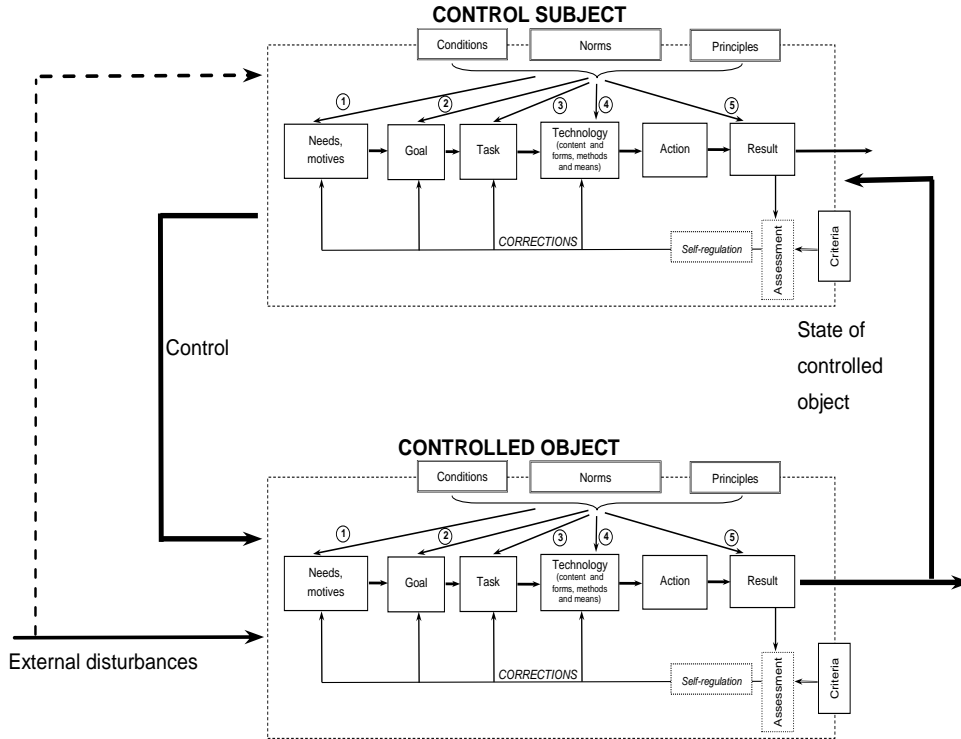 CONTROL SUBJECT
Conditions
Norms
Principles
1
2
3
4
5
Needs,
motives
Goal
Task
Technology
(content and
forms, methods
and means)
Action
Result
CORRECTIONS
Self-regulation
Assessment
Criteria
Control
State of
controlled
object
CONTROLLED OBJECT
Conditions
Norms
Principles
1
2
3
4
5
Needs,
motives
Goal
Task
Technology
(content and
forms, methods
and means)
Action
Result
External disturbances
CORRECTIONS
Self-regulation
Assessment
Criteria